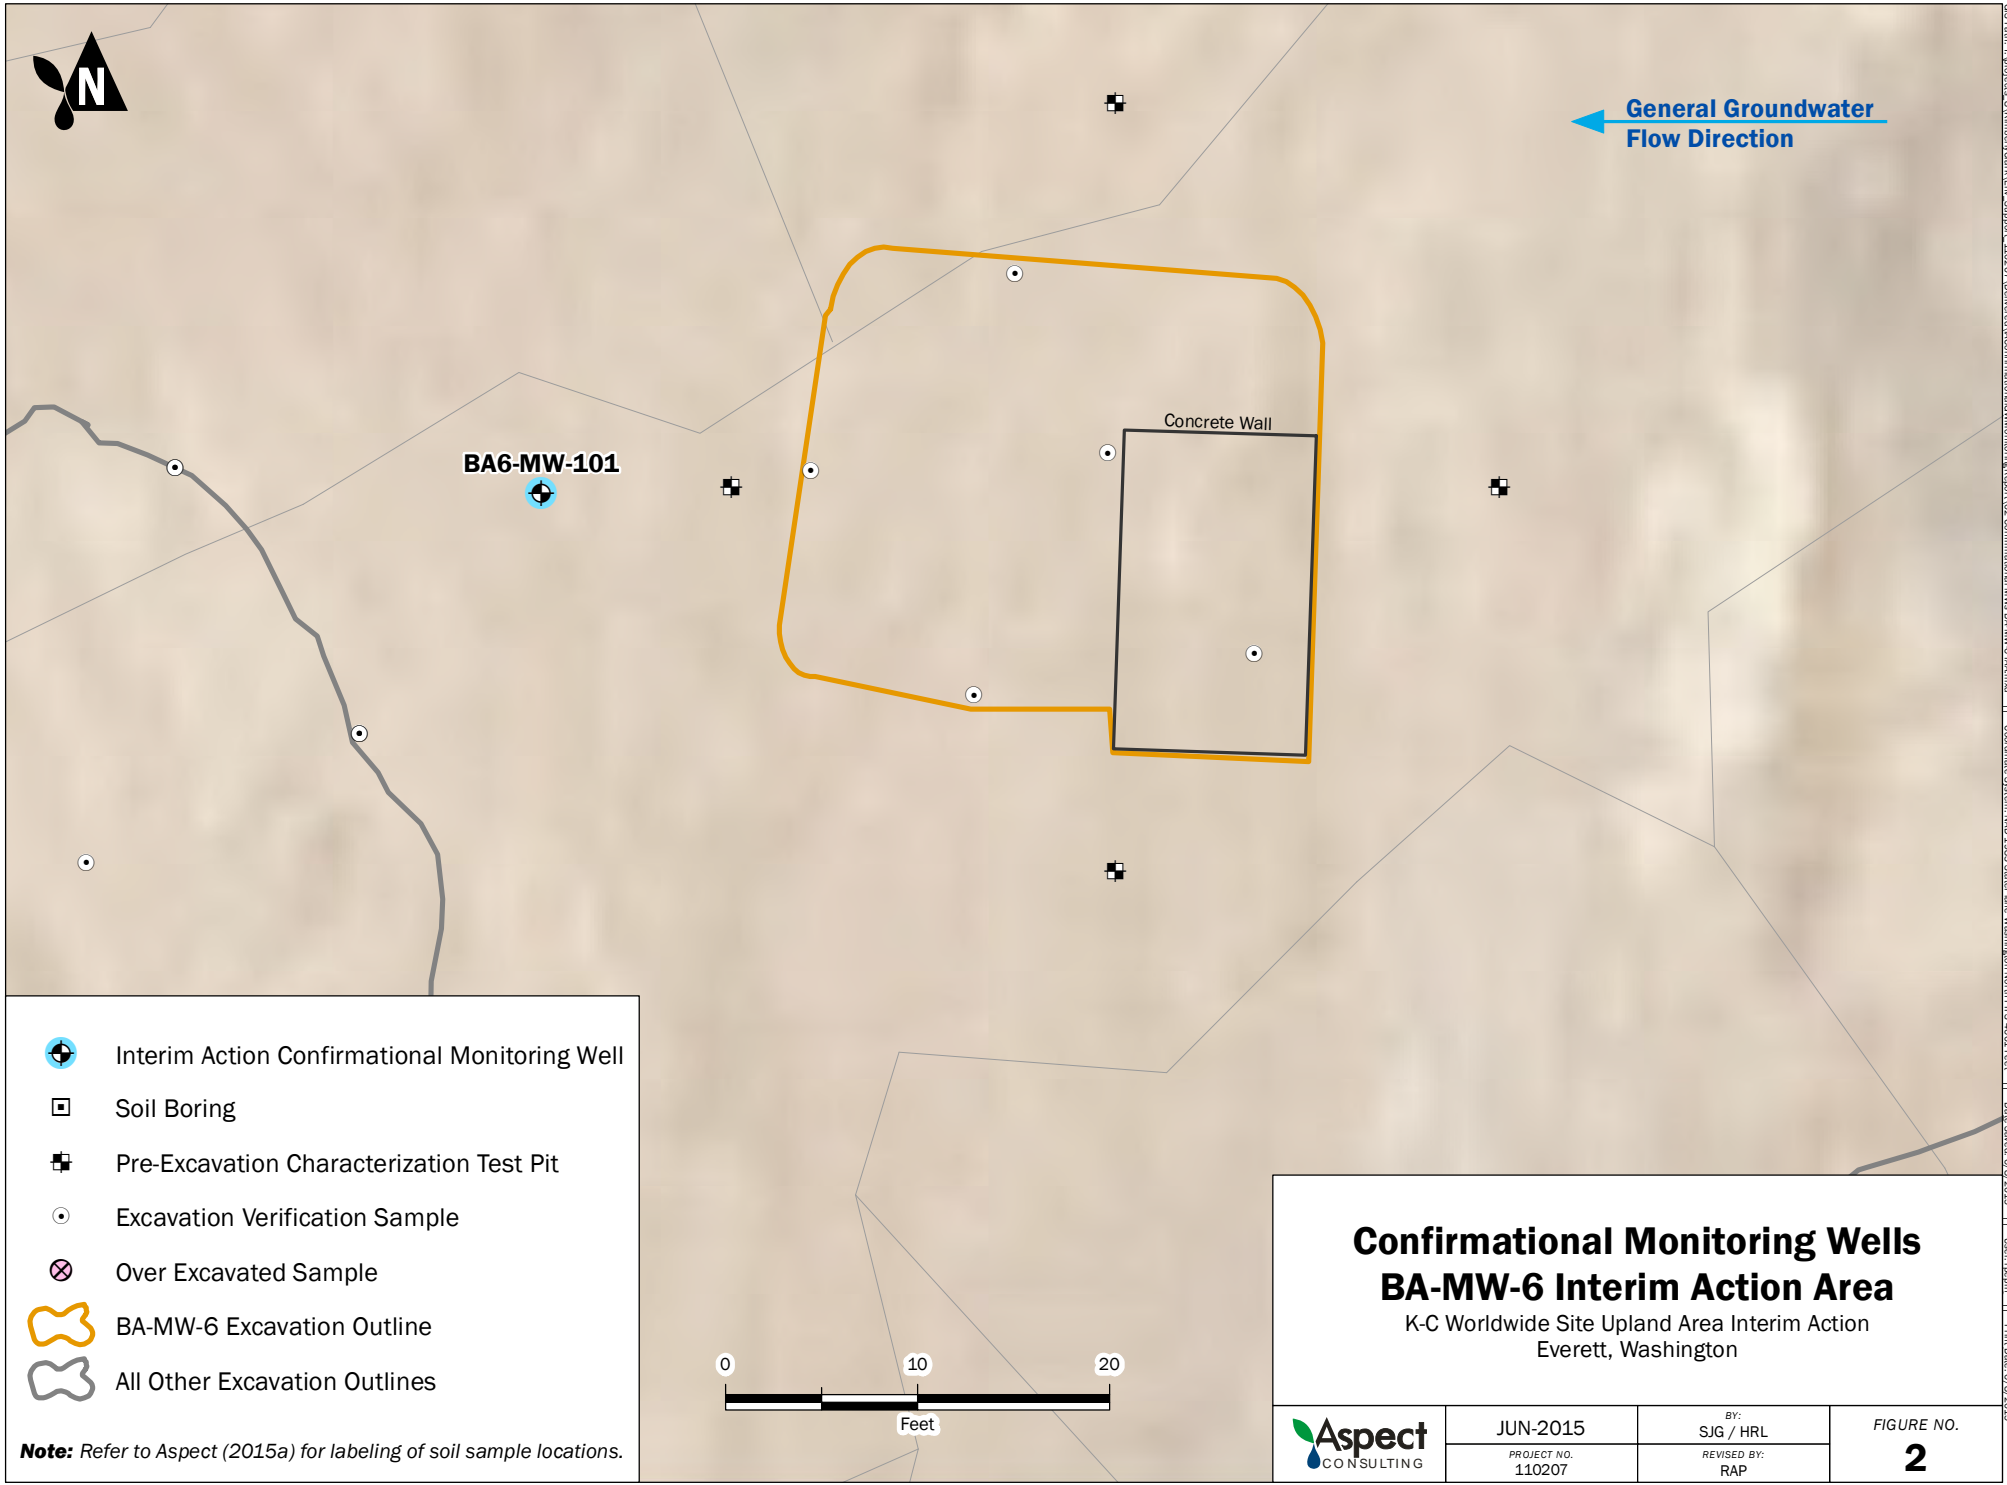 N
General Groundwater
Flow Direction
Concrete Wall
BA6-MW-101
Interim Action Confirmational Monitoring Well
Soil Boring
Pre-Excavation Characterization Test Pit
Excavation Verification Sample
Over Excavated Sample
BA-MW-6 Excavation Outline
All Other Excavation Outlines
Note: Refer to Aspect (2015a) for labeling of soil sample locations.
0 10 20
Feet
Confirmational Monitoring Wells
BA-MW-6 Interim Action Area
K-C Worldwide Site Upland Area Interim Action
Everett, Washington
Aspect
CONSULTING
JUN-2015
PROJECT NO.
110207
BY:
SJG / HRL
REVISED BY:
RAP
FIGURE NO.
2